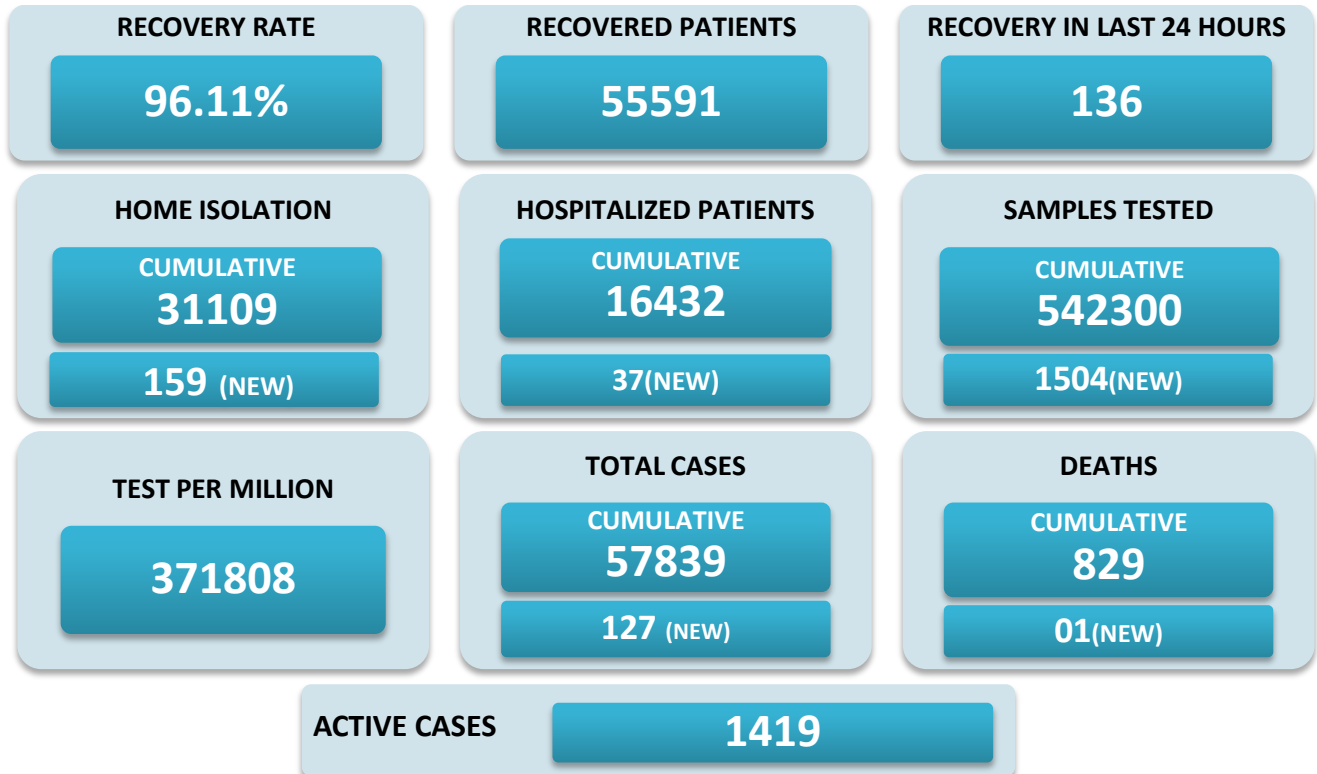 RECOVERY RATE
96.11%
RECOVERED PATIENTS
55591
RECOVERY IN LAST 24 HOURS
136
HOME ISOLATION
CUMULATIVE
31109
159 (NEW)
HOSPITALIZED PATIENTS
CUMULATIVE
16432
37(NEW)
SAMPLES TESTED
CUMULATIVE
542300
1504(NEW)
TEST PER MILLION
371808
TOTAL CASES
CUMULATIVE
57839
127 (NEW)
DEATHS
CUMULATIVE
829
01(NEW)
ACTIVE CASES
1419